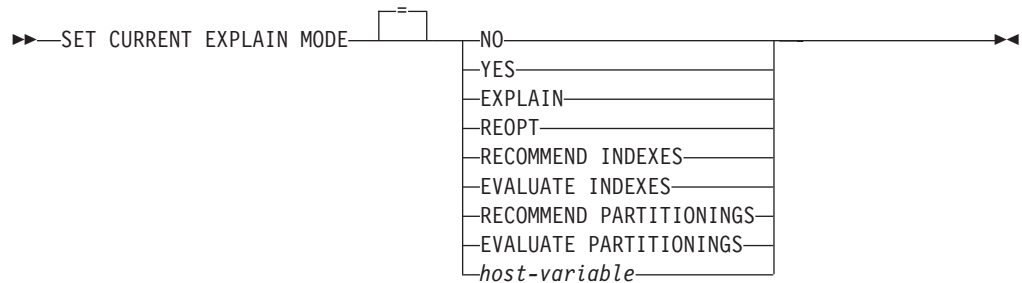 =
SET CURRENT EXPLAIN MODE NO
YES
EXPLAIN
REOPT
RECOMMEND INDEXES
EVALUATE INDEXES
RECOMMEND PARTITIONINGS
EVALUATE PARTITIONINGS
host-variable